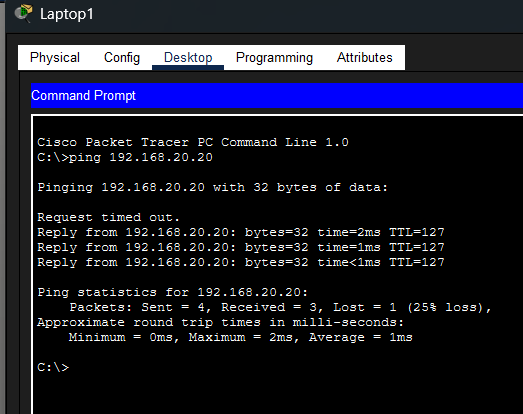 Laptop1
Physical Config Desktop Programming Attributes
Command Prompt
Cisco Packet Tracer PC Command Line 1.0
C:\>ping 192.168.20.20
Pinging 192.168.20.20 with 32 bytes of data:
Request timed out.
Reply from 192.168.20.20: bytes=32 time=2ms TTL=127
Reply from 192.168.20.20: bytes=32 time=1ms TTL=127
Reply from 192.168.20.20: bytes=32 time<1ms TTL=127
Ping statistics for 192.168.20.20:
Packets: Sent = 4, Received = 3, Lost = 1 (25% loss),
Approximate round trip times in milli-seconds:
Minimum = 0ms, Maximum = 2ms, Average = 1ms
C:\>